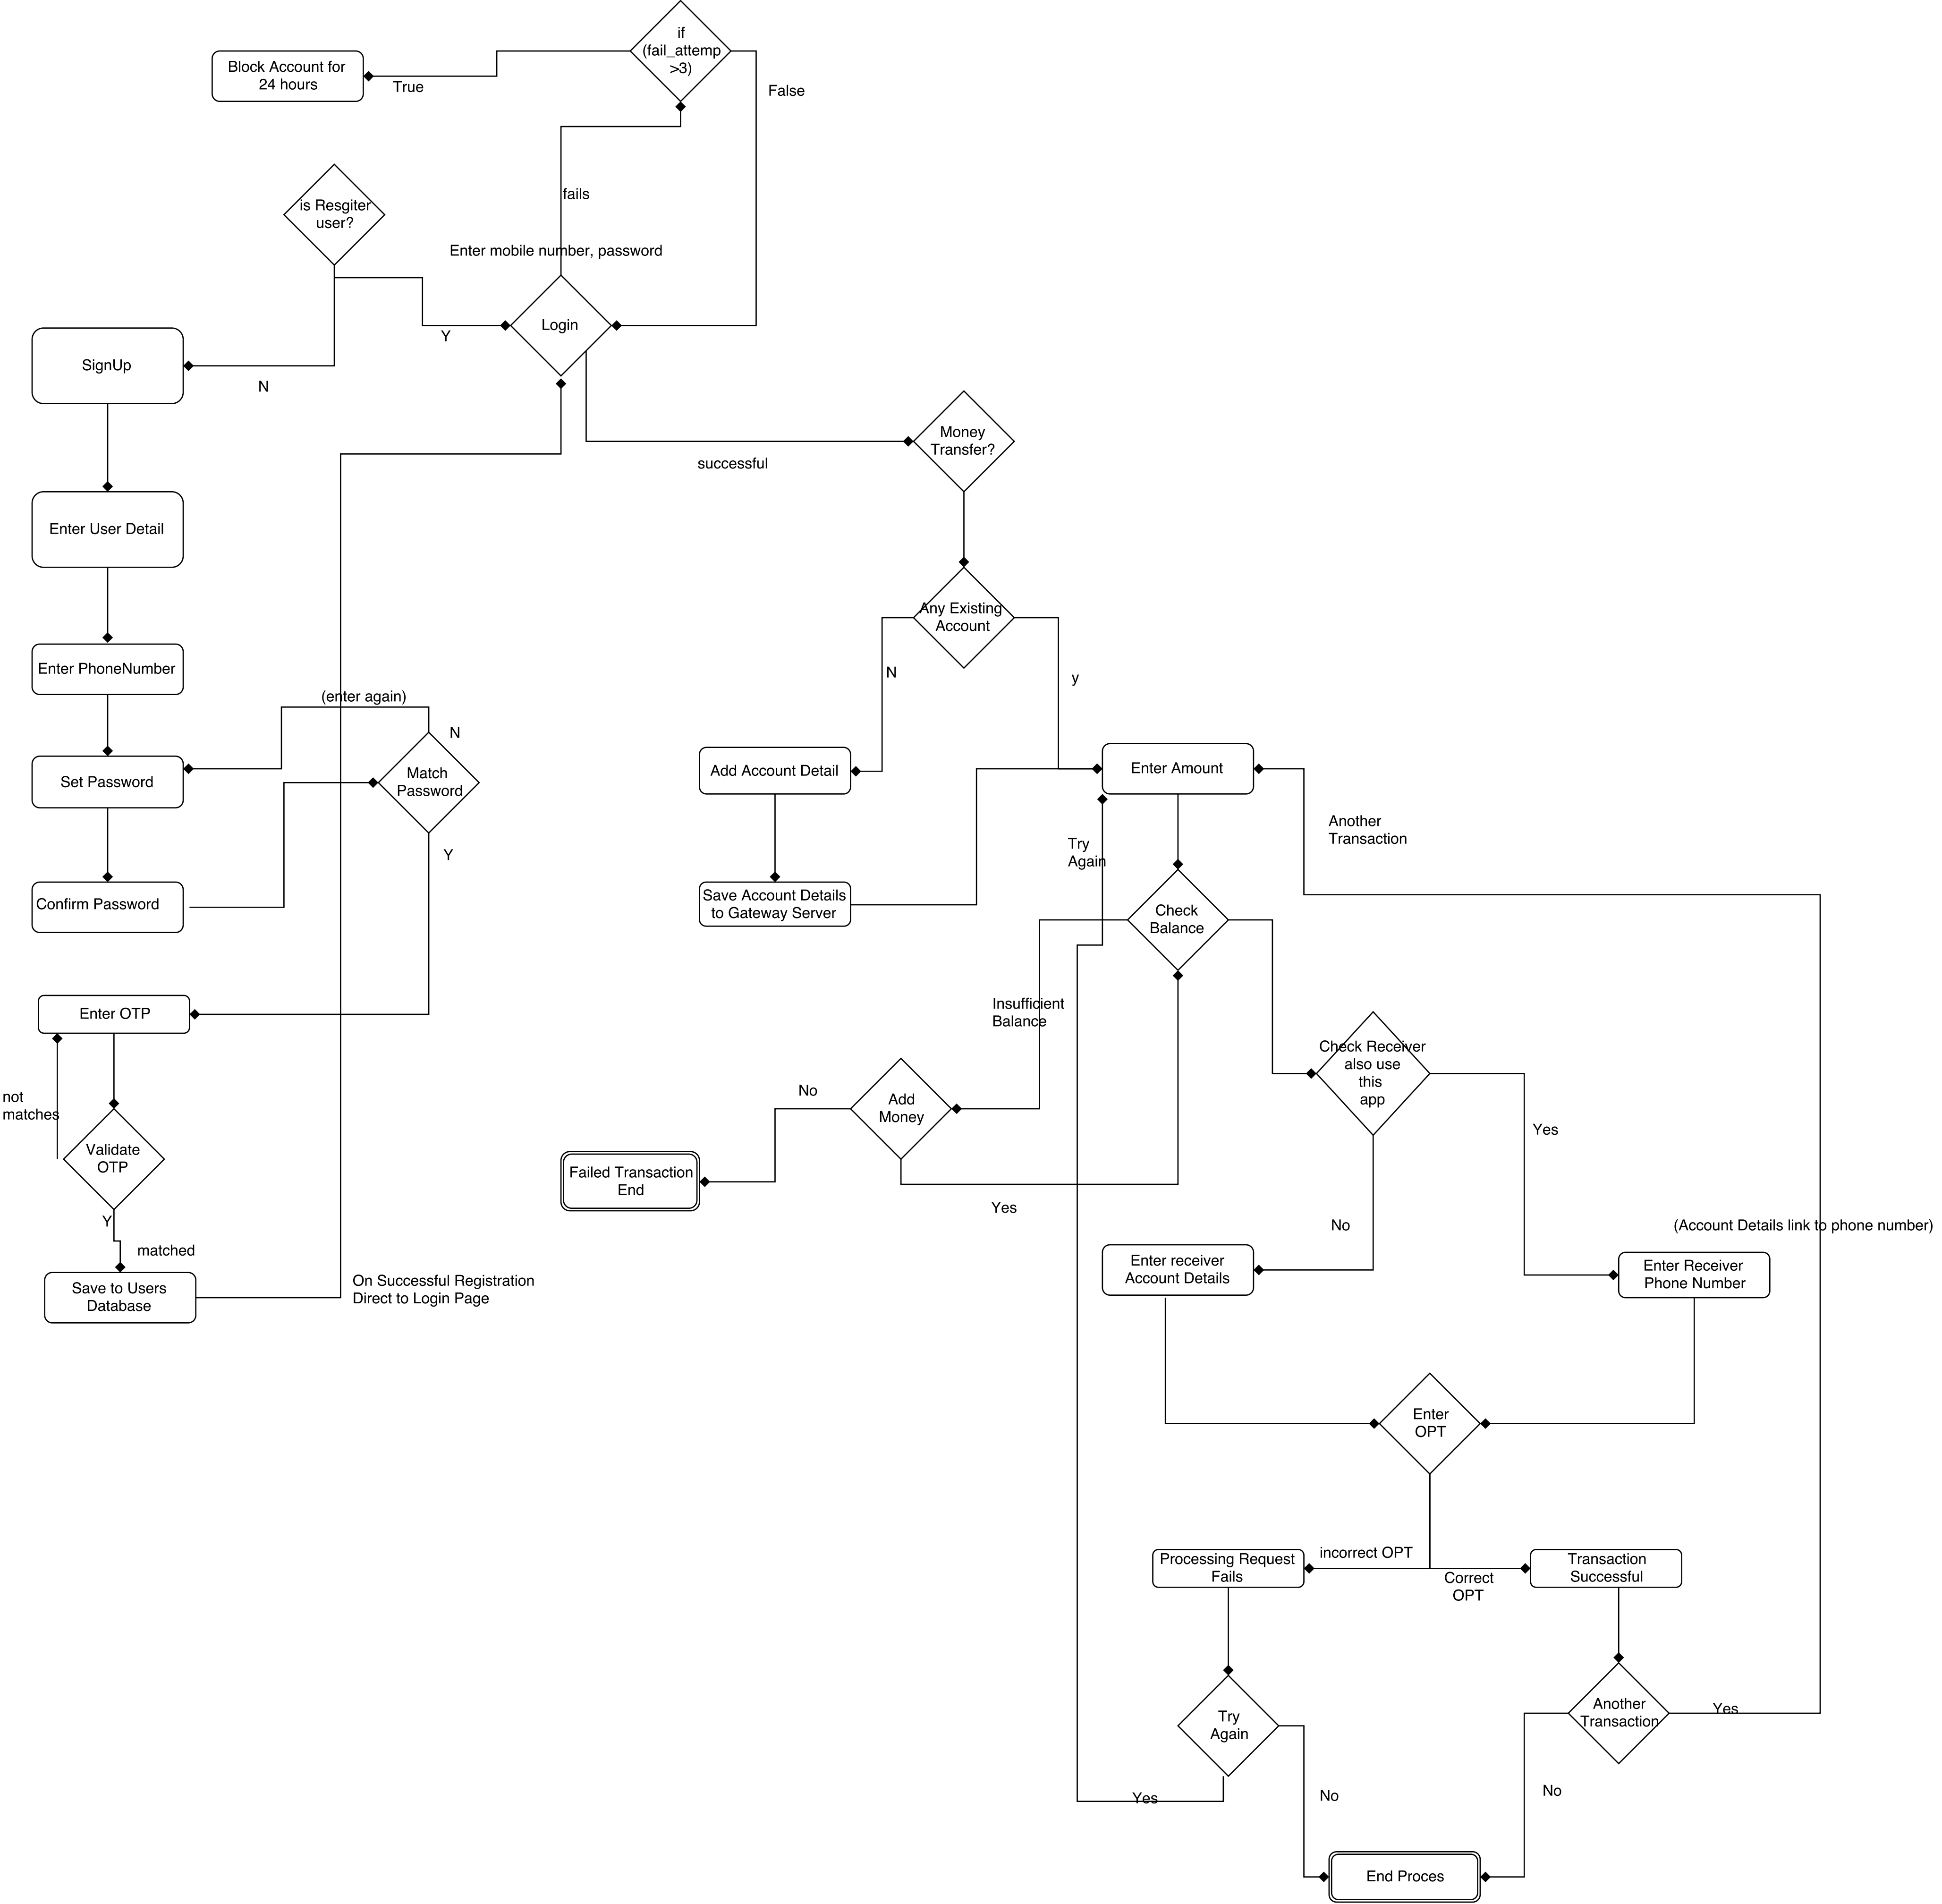 if
(fail_attemp
>3)
Block Account for
24 hours
True
False
is Resgiter
user?
fails
Enter mobile number, password
Login
Y
SignUp
N
Money
Transfer?
successful
Enter User Detail
Any Existing
Account
Enter PhoneNumber
N
y
(enter again)
N
Match
Password
Set Password
Add Account Detail
Enter Amount
Another
Transaction
Try
Again
Y
Confirm Password
Save Account Details
to Gateway Server
Check
Balance
Enter OTP
Insufficient
Balance
Check Receiver
also use
this
app
not
matches
No
Add
Money
Yes
Validate
OTP
Failed Transaction
End
Yes
Y
matched
No
(Account Details link to phone number)
Save to Users
Database
On Successful Registration
Direct to Login Page
Enter receiver
Account Details
Enter Receiver
Phone Number
Enter
OPT
Processing Request
Fails
incorrect OPT
Correct
OPT
Transaction
Successful
Try
Again
Another
Transaction
Yes
Yes
No
No
End Proces